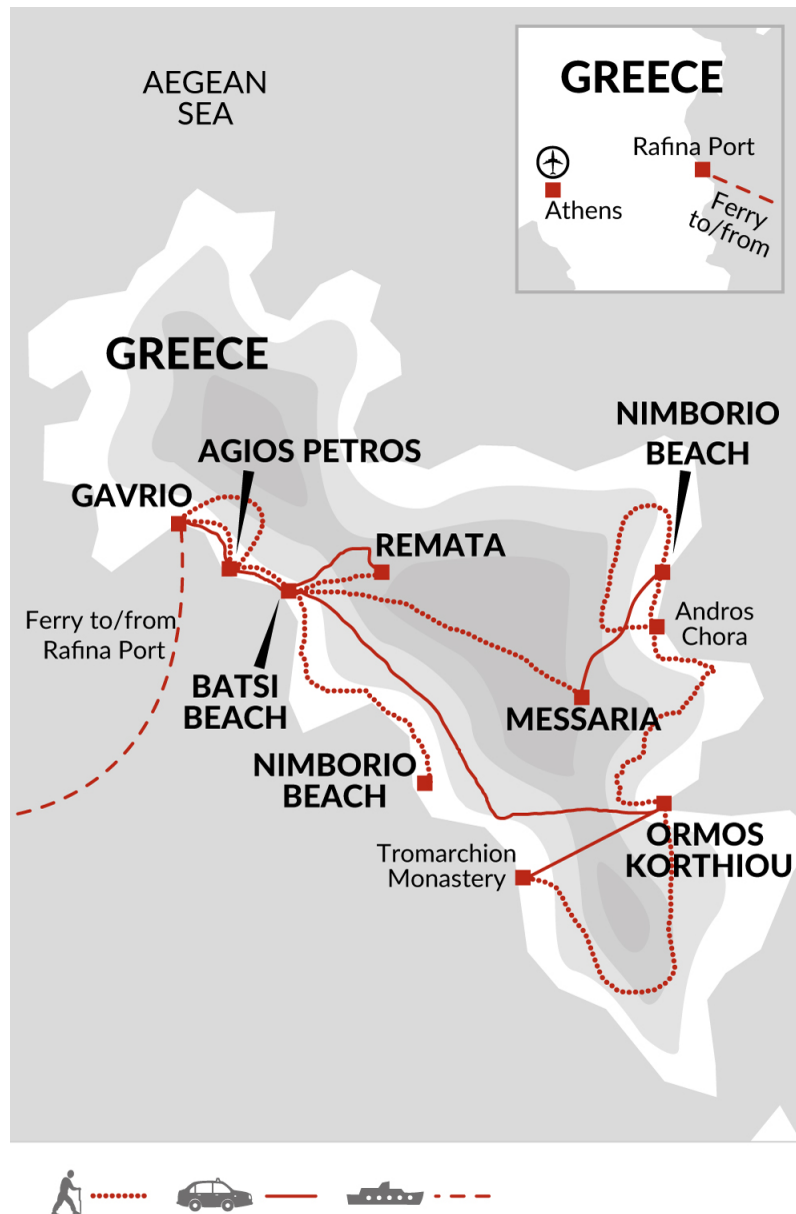 AEGEAN
SEA
GREECE
Rafina Port
Athens
Ferry
to/from
GREECE
NIMBORIO
BEACH
AGIOS PETROS
GAVRIO
REMATA
Ferry to/from
Rafina Port
Andros
Chora
BATSI
BEACH
MESSARIA
NIMBORIO
BEACH
ORMOS
KORTHIOU
Tromarchion
Monastery